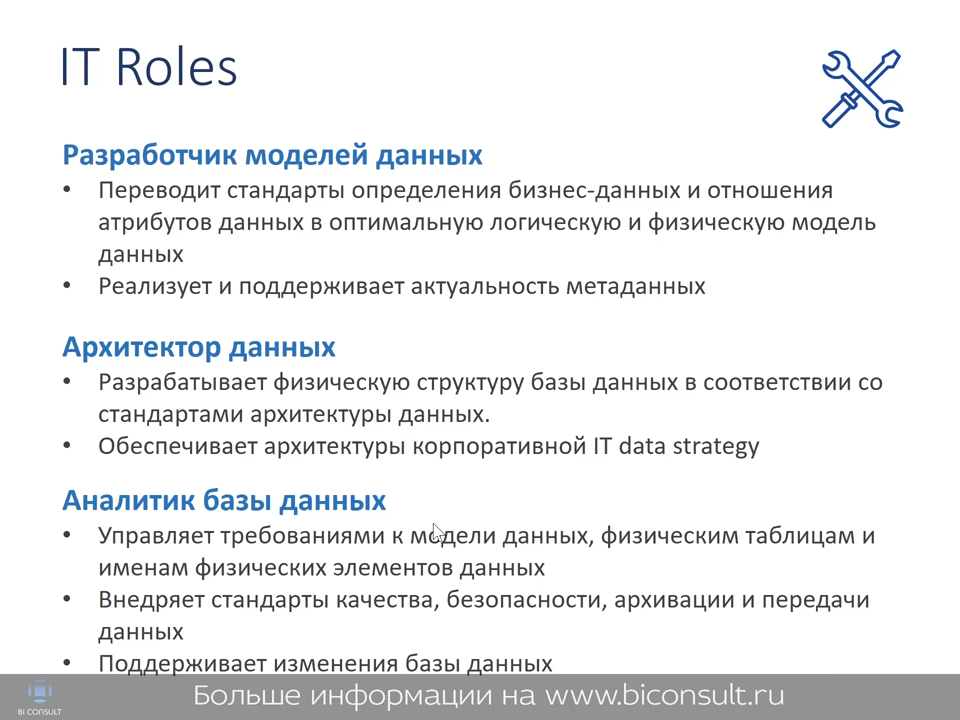 IT Roles
Разработчик моделей данных
• Переводит стандарты определения бизнес-данных и отношения
атрибутов данных в оптимальную логическую и физическую модель
данных
• Реализует и поддерживает актуальность метаданных
Архитектор данных
• Разрабатывает физическую структуру базы данных в соответствии со
стандартами архитектуры данных.
• Обеспечивает архитектуры корпоративной IT data strategy
Аналитик базы данных
• Управляет требованиями к модели данных, физическим таблицам и
именам физических элементов данных
• Внедряет стандарты качества, безопасности, архивации и передачи
данных
• Поддерживает изменения базы данных
Больше информации на www.biconsult.ru
BI CONSULT